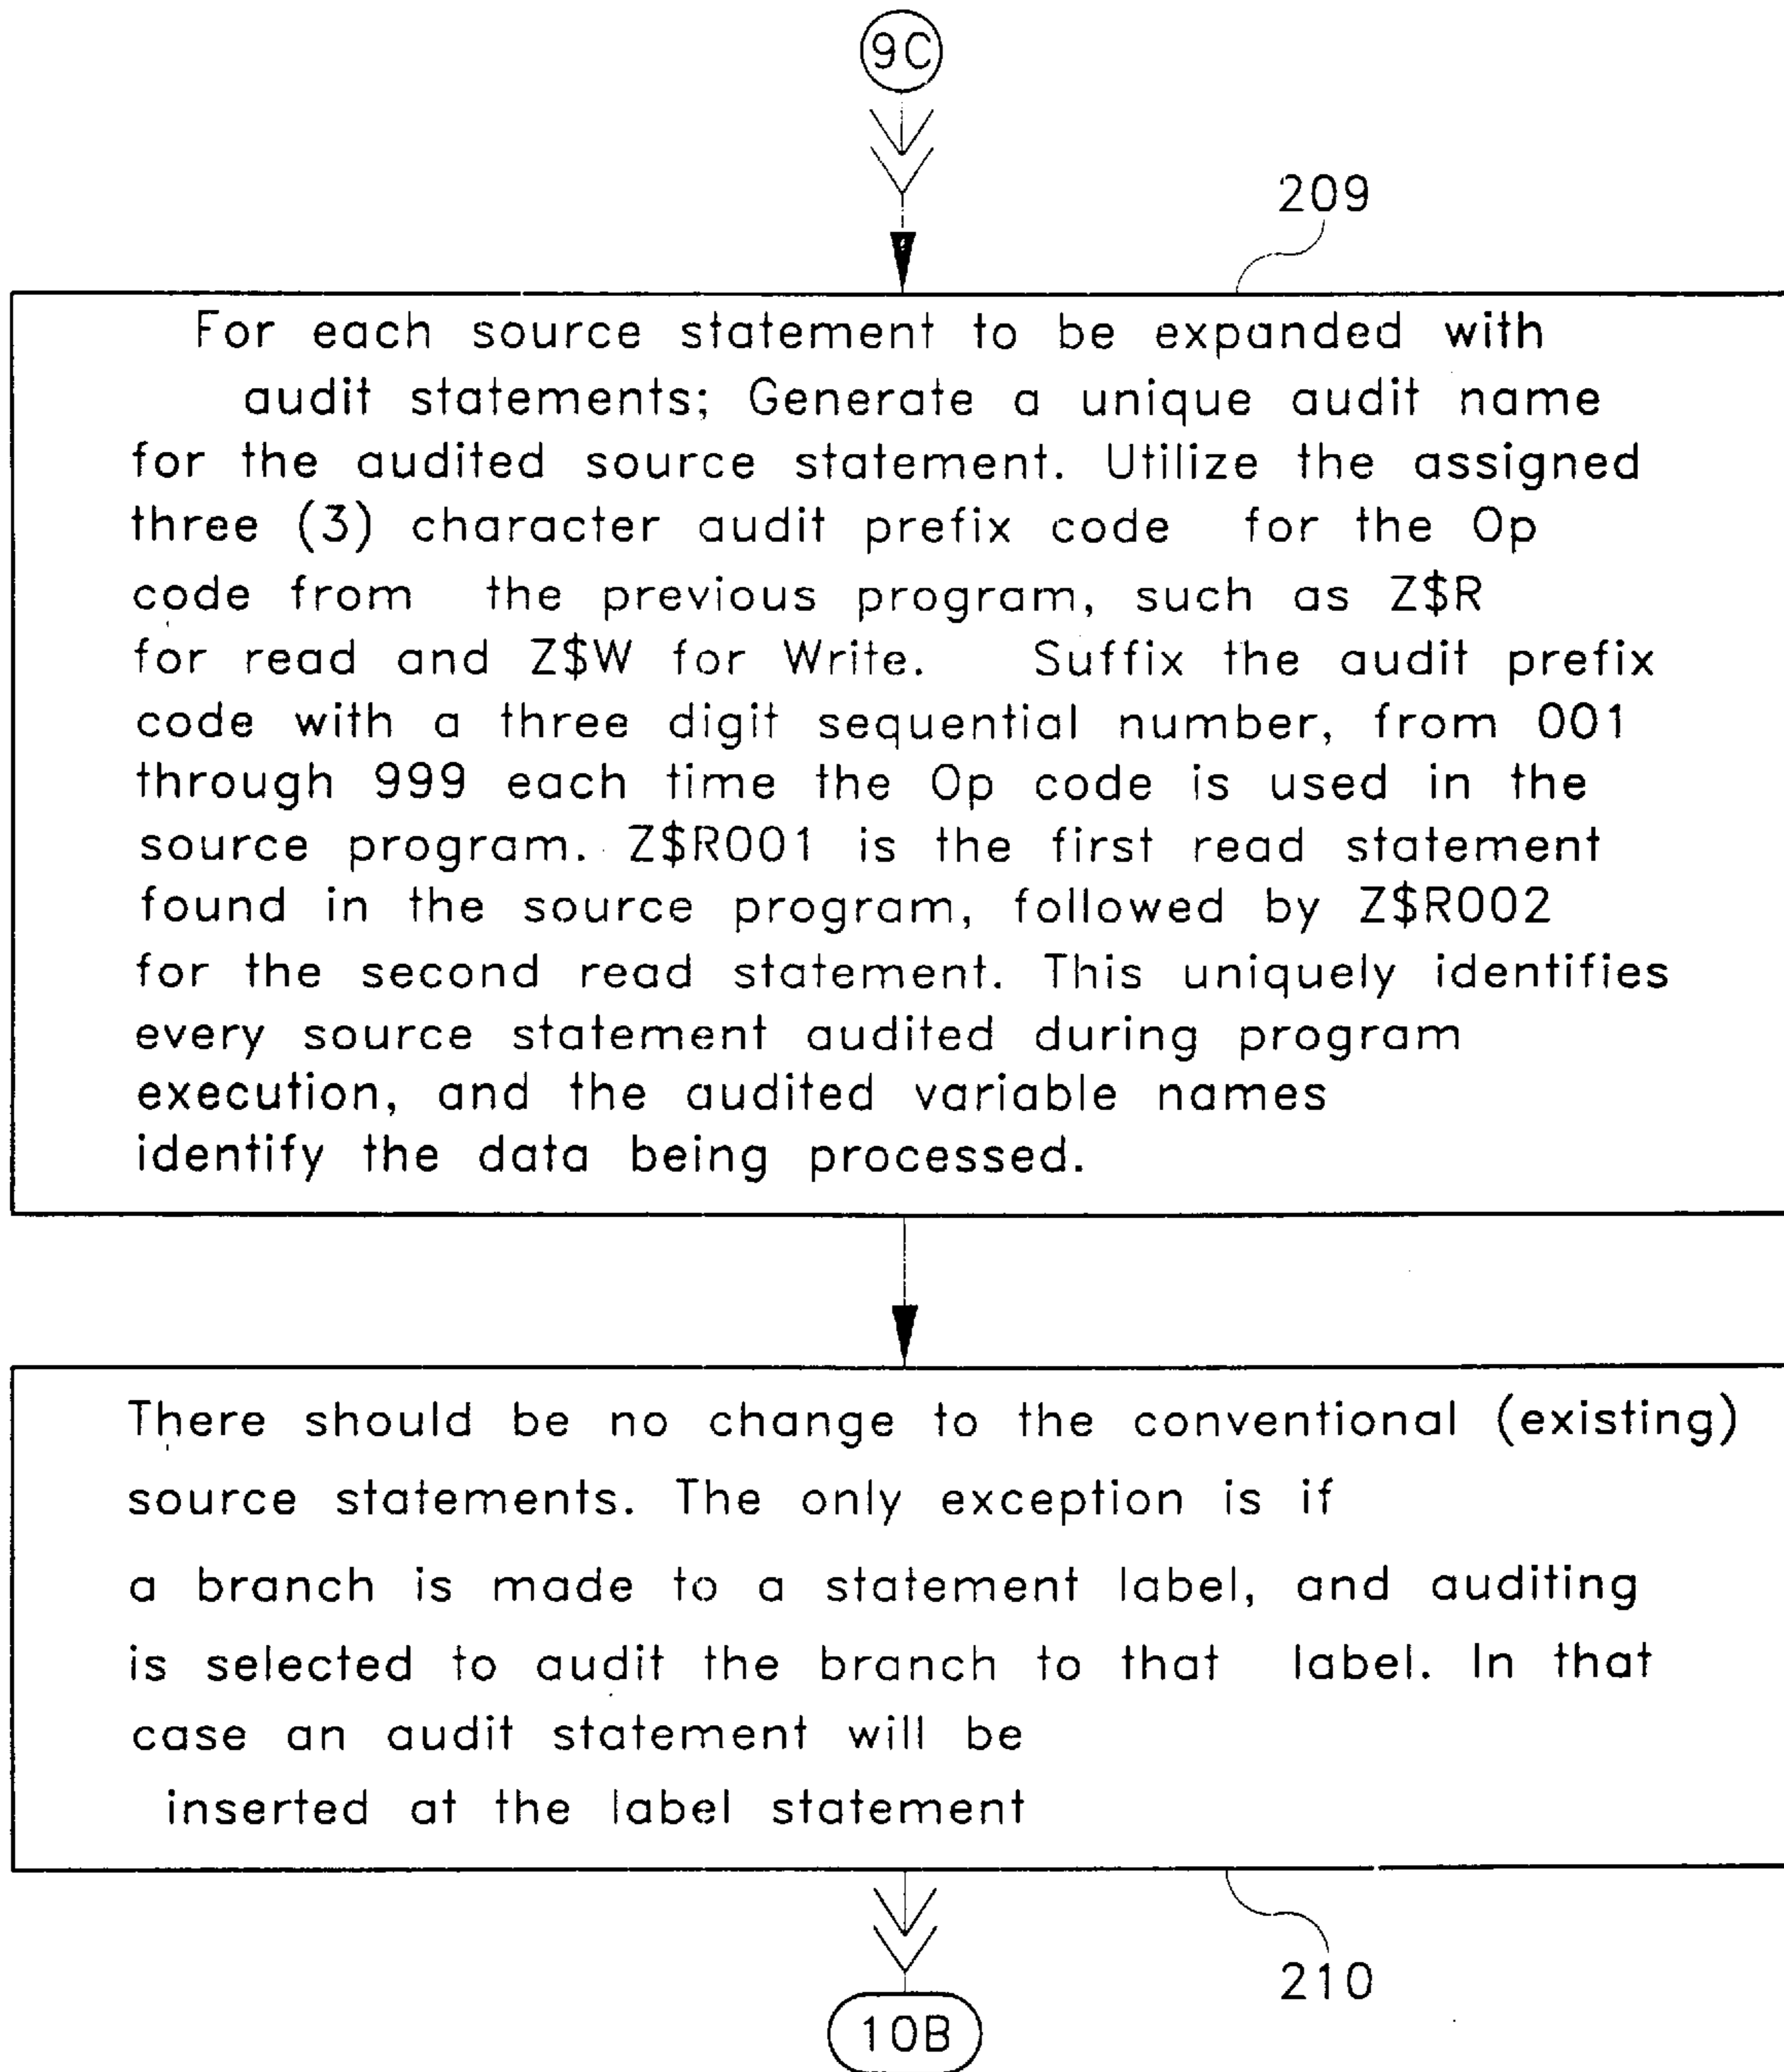 9C
209
For each source statement to be expanded with
audit statements; Generate a unique audit name
for the audited source statement. Utilize the assigned
three (3) character audit prefix code for the Op
code from the previous program, such as Z$R
for read and Z$W for Write. Suffix the audit prefix
code with a three digit sequential number, from 001
through 999 each time the Op code is used in the
source program. Z$R001 is the first read statement
found in the source program, followed by Z$R002
for the second read statement. This uniquely identifies
every source statement audited during program
execution, and the audited variable names
identify the data being processed.
There should be no change to the conventional (existing)
source statements. The only exception is if
a branch is made to a statement label, and auditing
is selected to audit the branch to that label. In that
case an audit statement will be
inserted at the label statement
210
10B